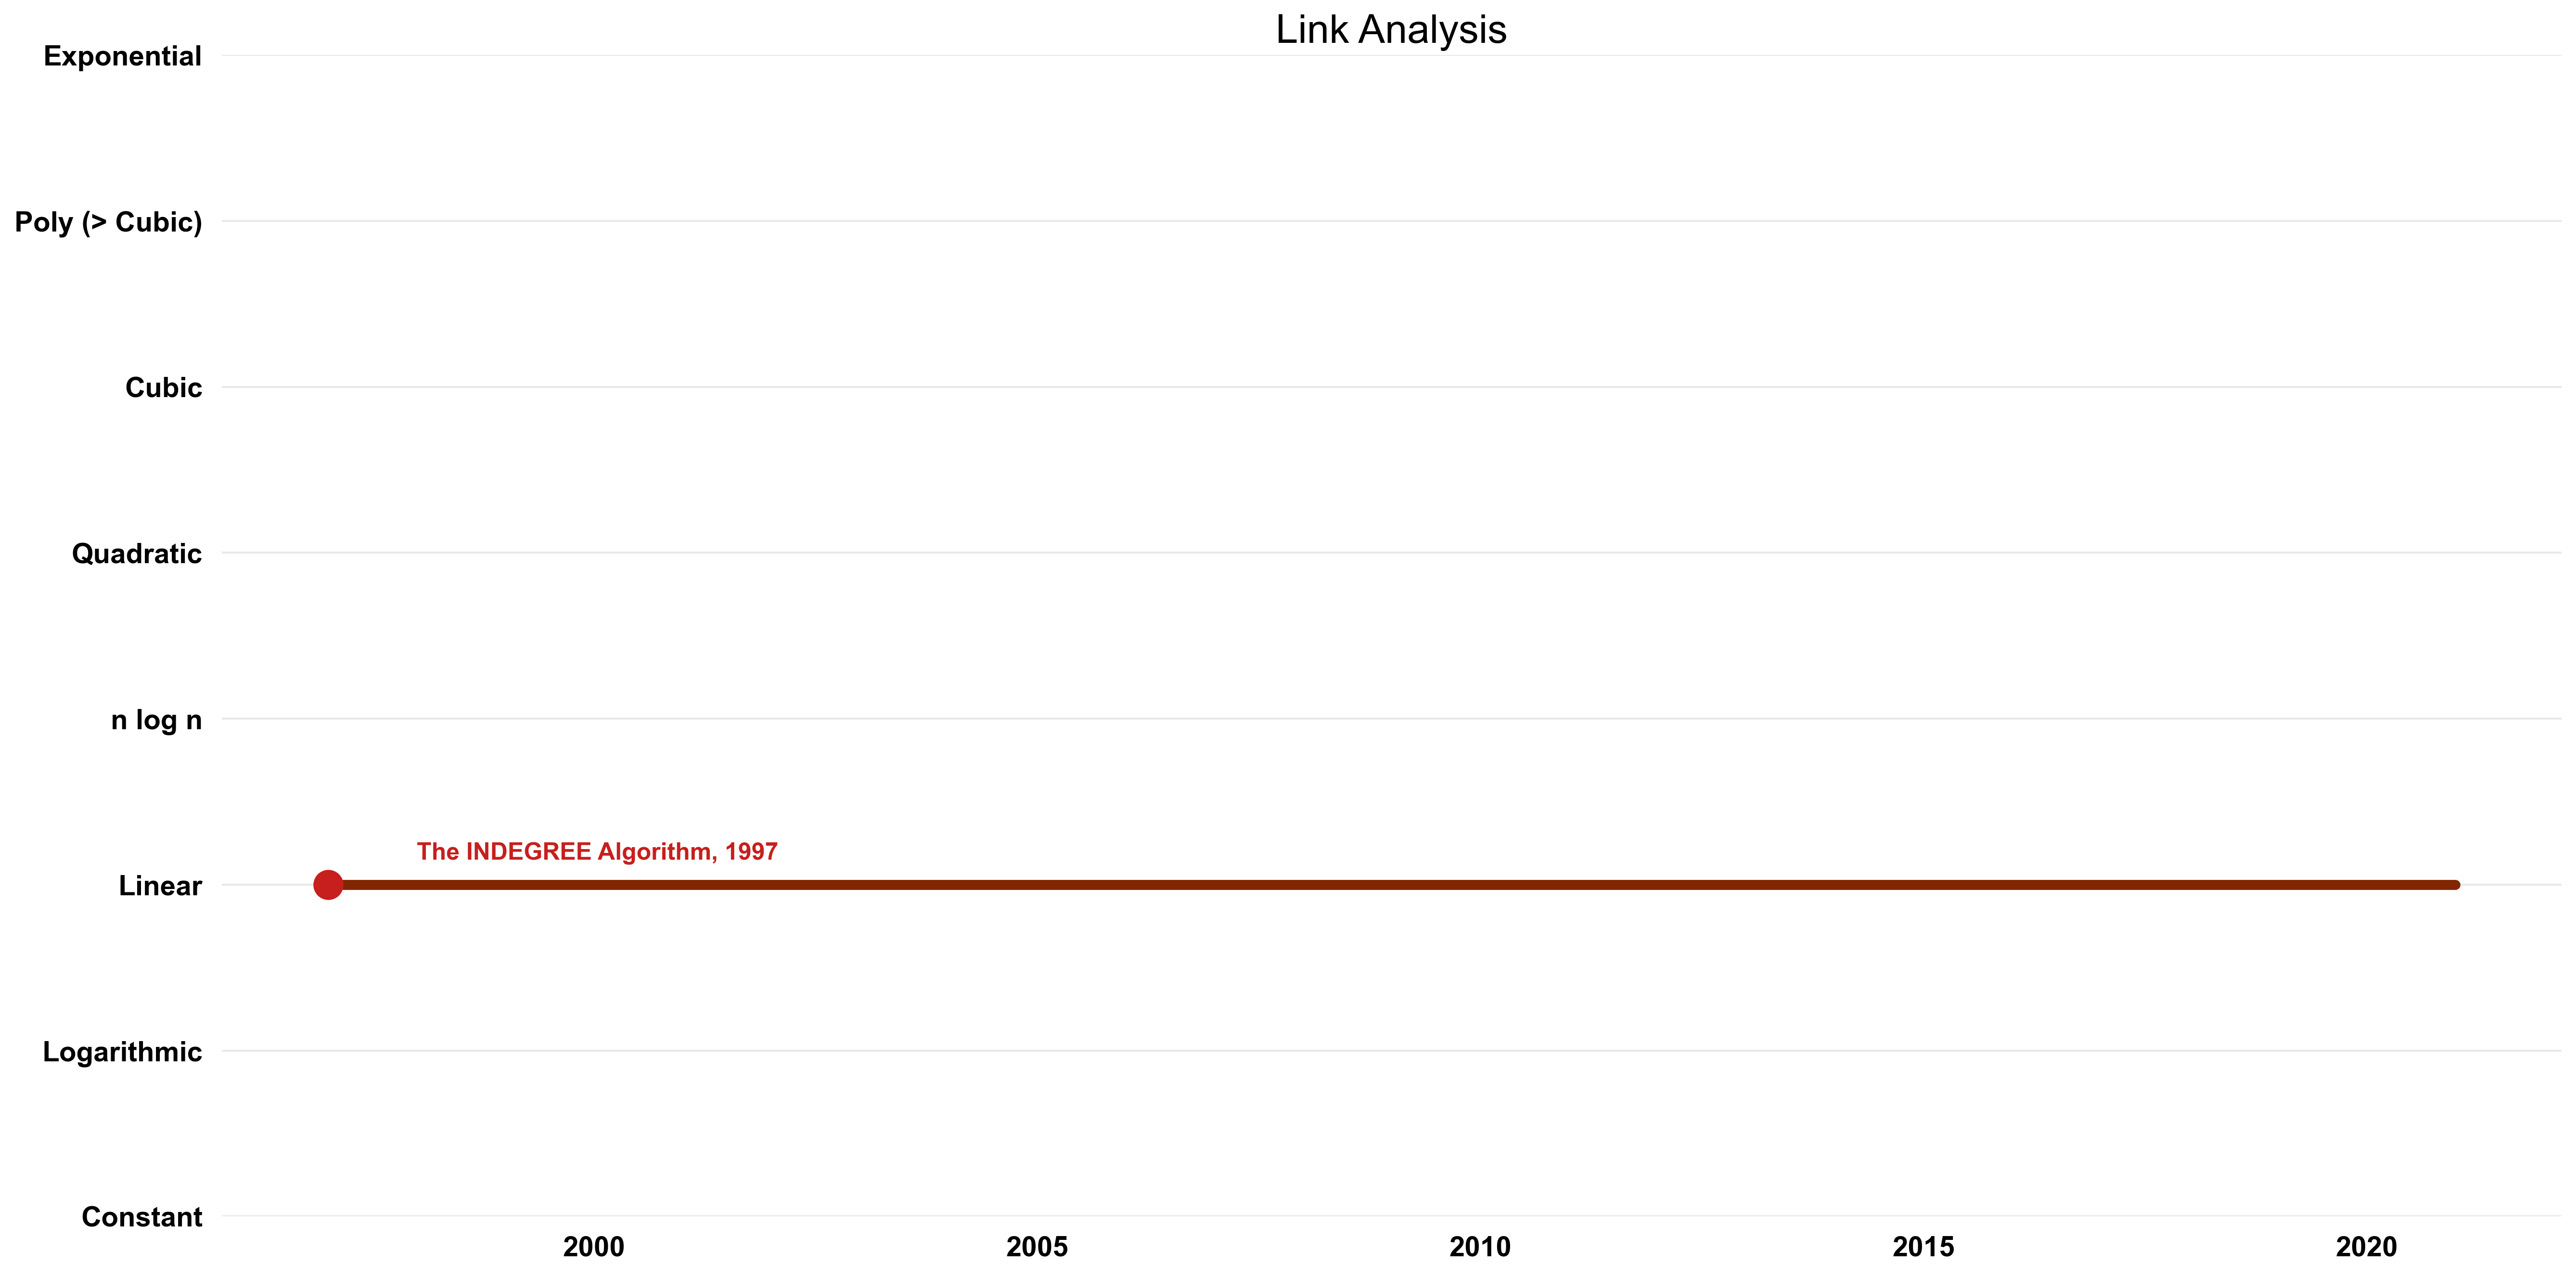 Link Analysis
Exponential
Poly (> Cubic)
Cubic
Quadratic
n log n
The INDEGREE Algorithm, 1997
Linear
Logarithmic
Constant
2000 2005 2010 2015 2020